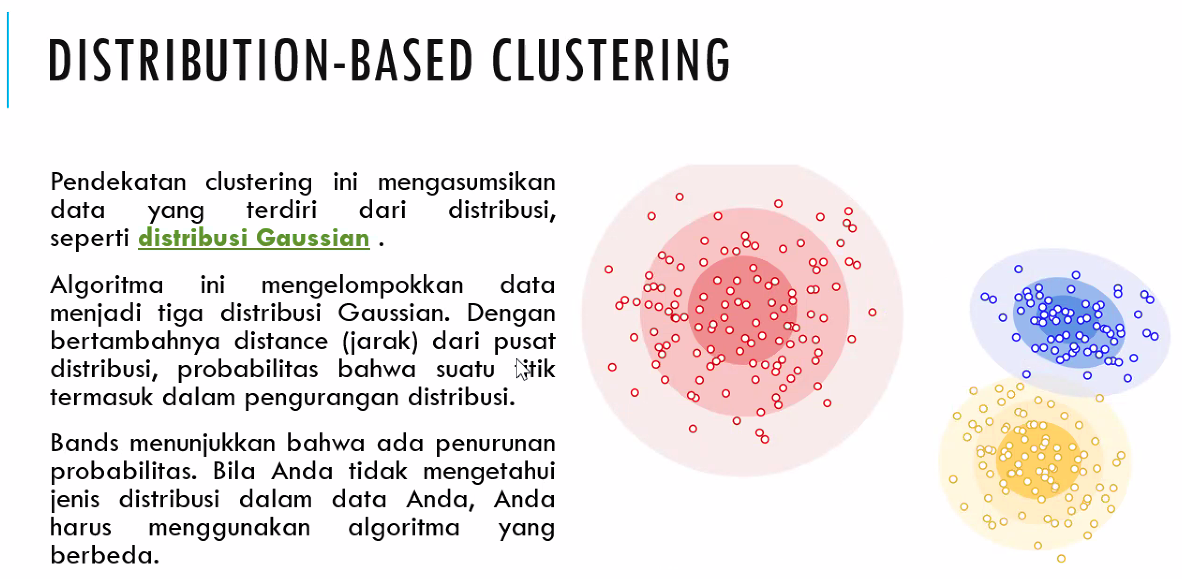 DISTRIBUTION-BASED CLUSTERING
Pendekatan clustering ini mengasumsikan
data yang terdiri dari distribusi,
seperti distribusi Gaussian .
Algoritma ini mengelompokkan data
menjadi tiga distribusi Gaussian. Dengan
bertambahnya distance (jarak) dari pusat
distribusi, probabilitas bahwa suatu titik
termasuk dalam pengurangan distribusi.
Bands menunjukkan bahwa ada penurunan
probabilitas. Bila Anda tidak mengetahui
jenis distribusi dalam data Anda, Anda
harus menggunakan algoritma yang
berbeda.